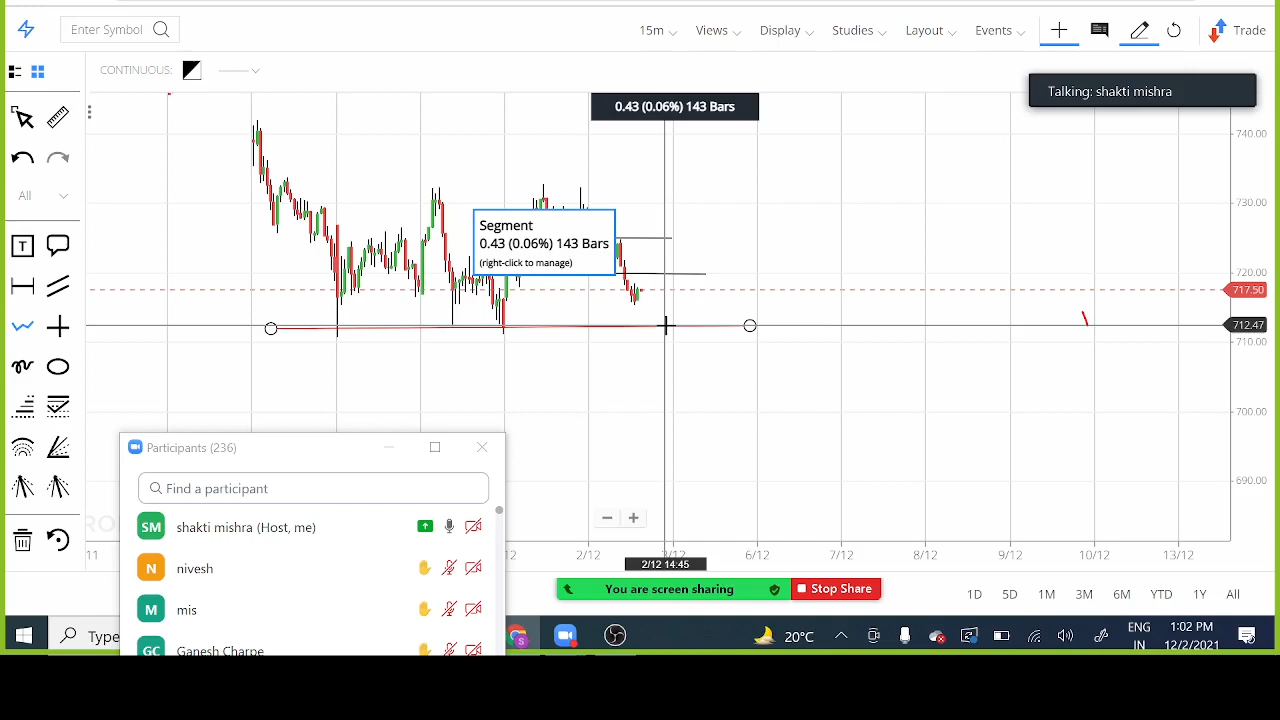 Enter Symbol
15m Views Display Studies Layout Events Trade
CONTINUOUS:
Talking: shakti mishra
0.43 (0.06%) 143 Bars
740.00
All
730.00
Segment
0.43 (0.06%) 143 Bars
(right-click to manage)
720.00
717.50
712.47
710.00
700.00
Participants (236)
690.00
Find a participant
SM shakti mishra (Host, me)
11 /12 2/12 3/12 6/12 7/12 8/12 9/12 10/12 13/12
2/12 14:45
N nivesh
You are screen sharing Stop Share
1D 5D 1M 3M 6M YTD 1Y All
M mis
Type
20°C
ENG
IN
1:02 PM
12/2/2021
GC Ganesh Charpe